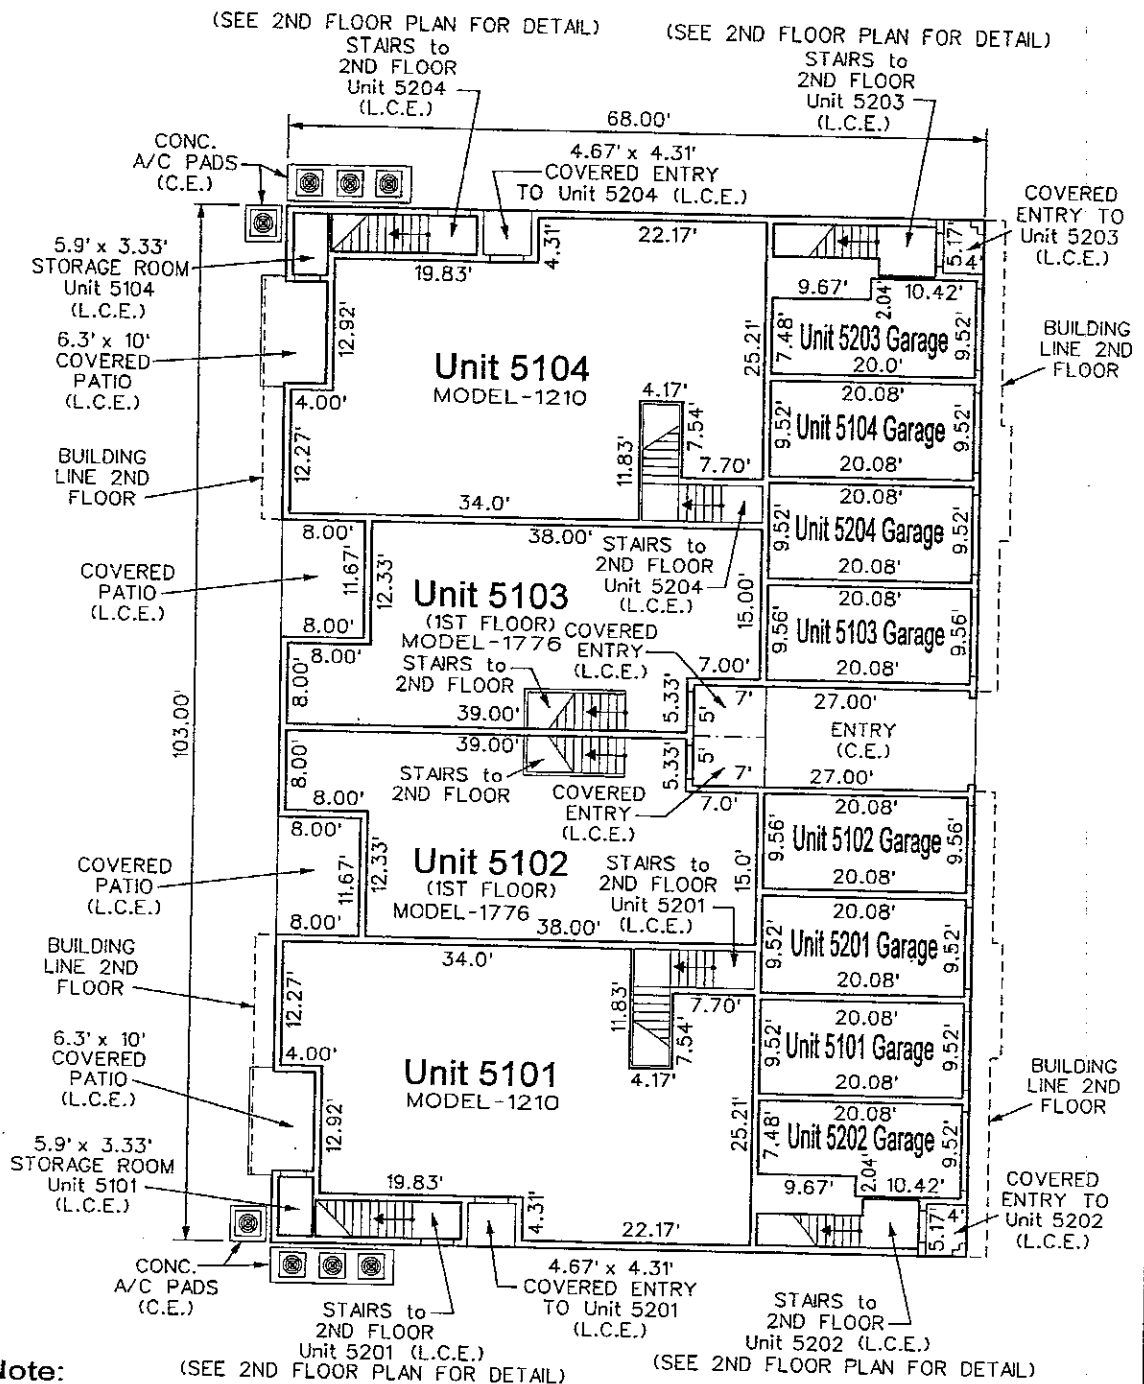 (SEE 2ND FLOOR PLAN FOR DETAIL)
STAIRS to
2ND FLOOR
Unit 5204
(L.C.E.)
(SEE 2ND FLOOR PLAN FOR DETAIL)
STAIRS to
2ND FLOOR
Unit 5203
(L.C.E.)
68.00'
CONC.
A/C PADS
(C.E.)
4.67' x 4.31'
COVERED ENTRY
TO Unit 5204 (L.C.E.)
COVERED
ENTRY TO
Unit 5203
(L.C.E.)
5.9' x 3.33'
STORAGE ROOM
Unit 5104
(L.C.E.)
19.83'
4.31'
22.17'
5.17'
4'
9.67'
2.04'
10.42'
6.3' x 10'
COVERED
PATIO
(L.C.E.)
12.92'
Unit 5104
MODEL-1210
25.21'
7.48'
Unit 5203 Garage
9.52'
20.0'
BUILDING
LINE 2ND
FLOOR
4.00'
12.27'
4.17'
7.54'
11.83'
7.70'
20.08'
9.52'
Unit 5104 Garage
9.52'
20.08'
BUILDING
LINE 2ND
FLOOR
34.0'
20.08'
9.52'
Unit 5204 Garage
9.52'
20.08'
8.00'
38.00'
STAIRS to
2ND FLOOR
Unit 5204
(L.C.E.)
COVERED
PATIO
(L.C.E.)
11.67'
12.33'
Unit 5103
(1ST FLOOR)
MODEL-1776
15.00'
20.08'
9.56'
Unit 5103 Garage
9.56'
20.08'
8.00'
8.00'
COVERED
ENTRY
(L.C.E.)
STAIRS to
2ND FLOOR
7.00'
8.00'
39.00'
5.33'
7'
5'
27.00'
ENTRY
(C.E.)
103.00'
39.00'
8.00'
STAIRS to
2ND FLOOR
5.33'
5'
7'
27.00'
8.00'
COVERED
ENTRY
(L.C.E.)
7.0'
20.08'
9.56'
Unit 5102 Garage
9.56'
20.08'
8.00'
COVERED
PATIO
(L.C.E.)
11.67'
12.33'
Unit 5102
(1ST FLOOR)
MODEL-1776
STAIRS to
2ND FLOOR
Unit 5201
(L.C.E.)
15.0'
8.00'
38.00'
20.08'
9.52'
Unit 5201 Garage
9.52'
20.08'
BUILDING
LINE 2ND
FLOOR
34.0'
12.27'
11.83'
7.70'
7.54'
4.17'
20.08'
9.52'
Unit 5101 Garage
9.52'
20.08'
6.3' x 10'
COVERED
PATIO
(L.C.E.)
4.00'
12.92'
Unit 5101
MODEL-1210
25.21'
BUILDING
LINE 2ND
FLOOR
20.08'
7.48'
Unit 5202 Garage
9.52'
2.04'
9.67'
10.42'
5.9' x 3.33'
STORAGE ROOM
Unit 5101
(L.C.E.)
19.83'
4.31'
22.17'
5.17'
4'
COVERED
ENTRY TO
Unit 5202
(L.C.E.)
CONC.
A/C PADS
(C.E.)
4.67' x 4.31'
COVERED ENTRY
TO Unit 5201
(L.C.E.)
STAIRS to
2ND FLOOR
Unit 5201 (L.C.E.)
(SEE 2ND FLOOR PLAN FOR DETAIL)
STAIRS to
2ND FLOOR
Unit 5202 (L.C.E.)
(SEE 2ND FLOOR PLAN FOR DETAIL)
Note: